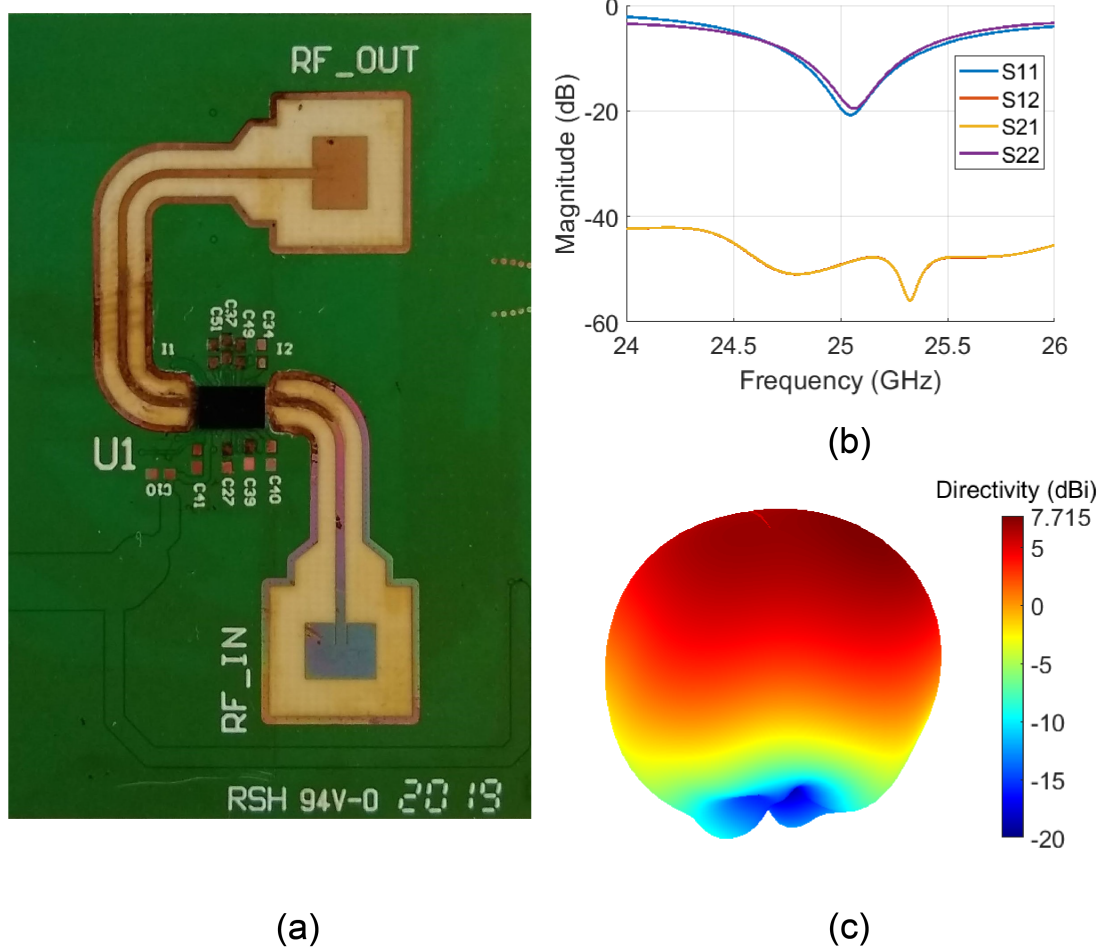 RF_OUT
C51
C37
C49
C34
I1
I2
U1
C41
C27
C39
C40
RF_IN
RSH 94V-0 2019
(a)
0
-20
-40
-60
Magnitude (dB)
24
24.5
25
25.5
26
Frequency (GHz)
S11
S12
S21
S22
(b)
Directivity (dBi)
7.715
5
0
-5
-10
-15
-20
(c)